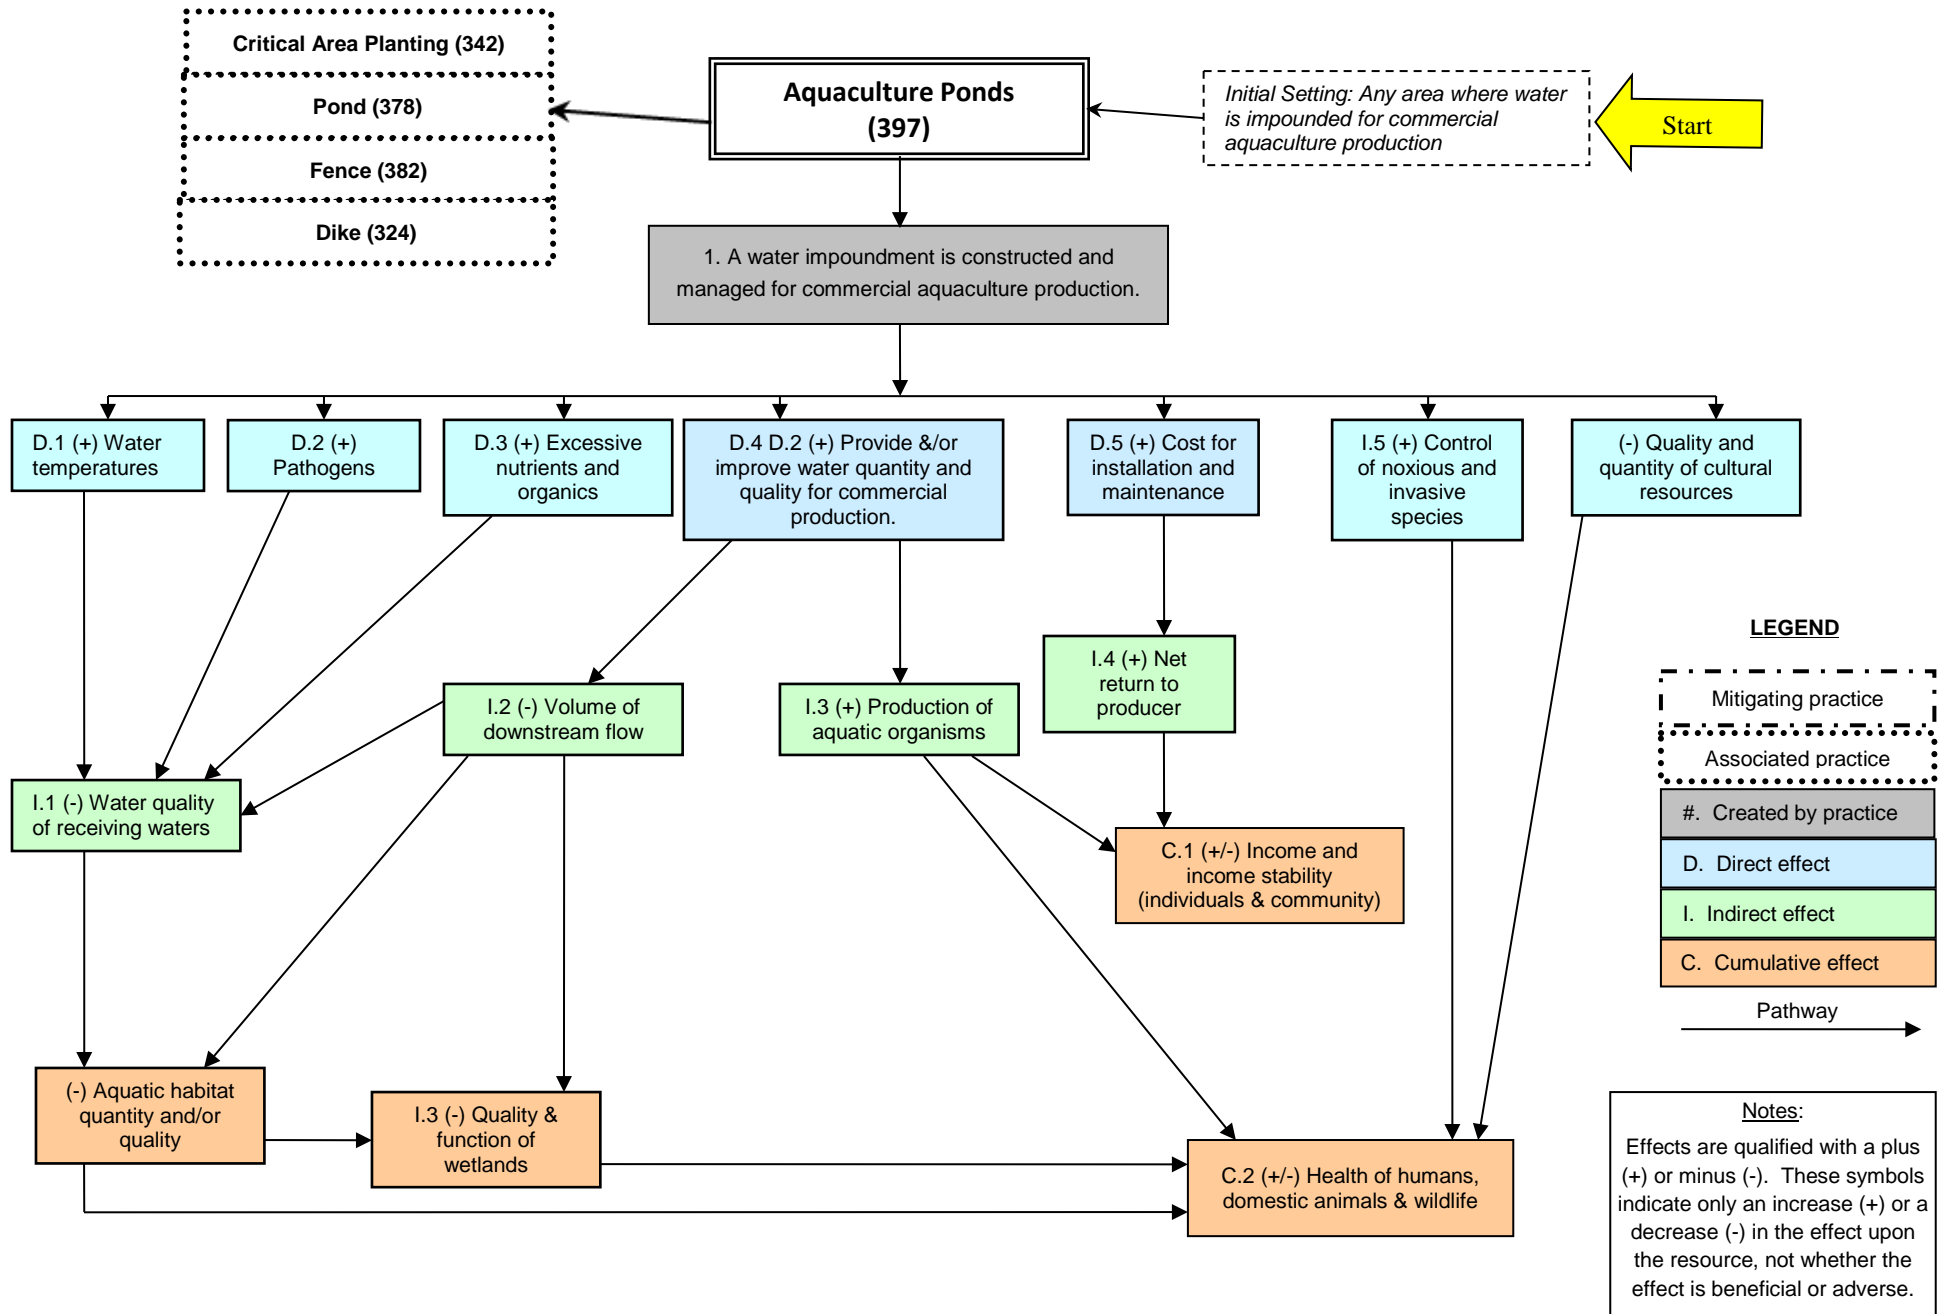 Critical Area Planting (342)
Pond (378)
Fence (382)
Dike (324)
Aquaculture Ponds
(397)
Initial Setting: Any area where water
is impounded for commercial
aquaculture production
Start
1. A water impoundment is constructed and
managed for commercial aquaculture production.
D.1 (+) Water
temperatures
D.2 (+)
Pathogens
D.3 (+) Excessive
nutrients and
organics
D.4 D.2 (+) Provide &/or
improve water quantity and
quality for commercial
production.
D.5 (+) Cost for
installation and
maintenance
I.5 (+) Control
of noxious and
invasive
species
(-) Quality and
quantity of cultural
resources
I.4 (+) Net
return to
producer
I.2 (-) Volume of
downstream flow
I.3 (+) Production of
aquatic organisms
I.1 (-) Water quality
of receiving waters
C.1 (+/-) Income and
income stability
(individuals & community)
(-) Aquatic habitat
quantity and/or
quality
I.3 (-) Quality &
function of
wetlands
C.2 (+/-) Health of humans,
domestic animals & wildlife
LEGEND
Mitigating practice
Associated practice
#. Created by practice
D. Direct effect
I. Indirect effect
C. Cumulative effect
Pathway
Notes:
Effects are qualified with a plus
(+) or minus (-). These symbols
indicate only an increase (+) or a
decrease (-) in the effect upon
the resource, not whether the
effect is beneficial or adverse.